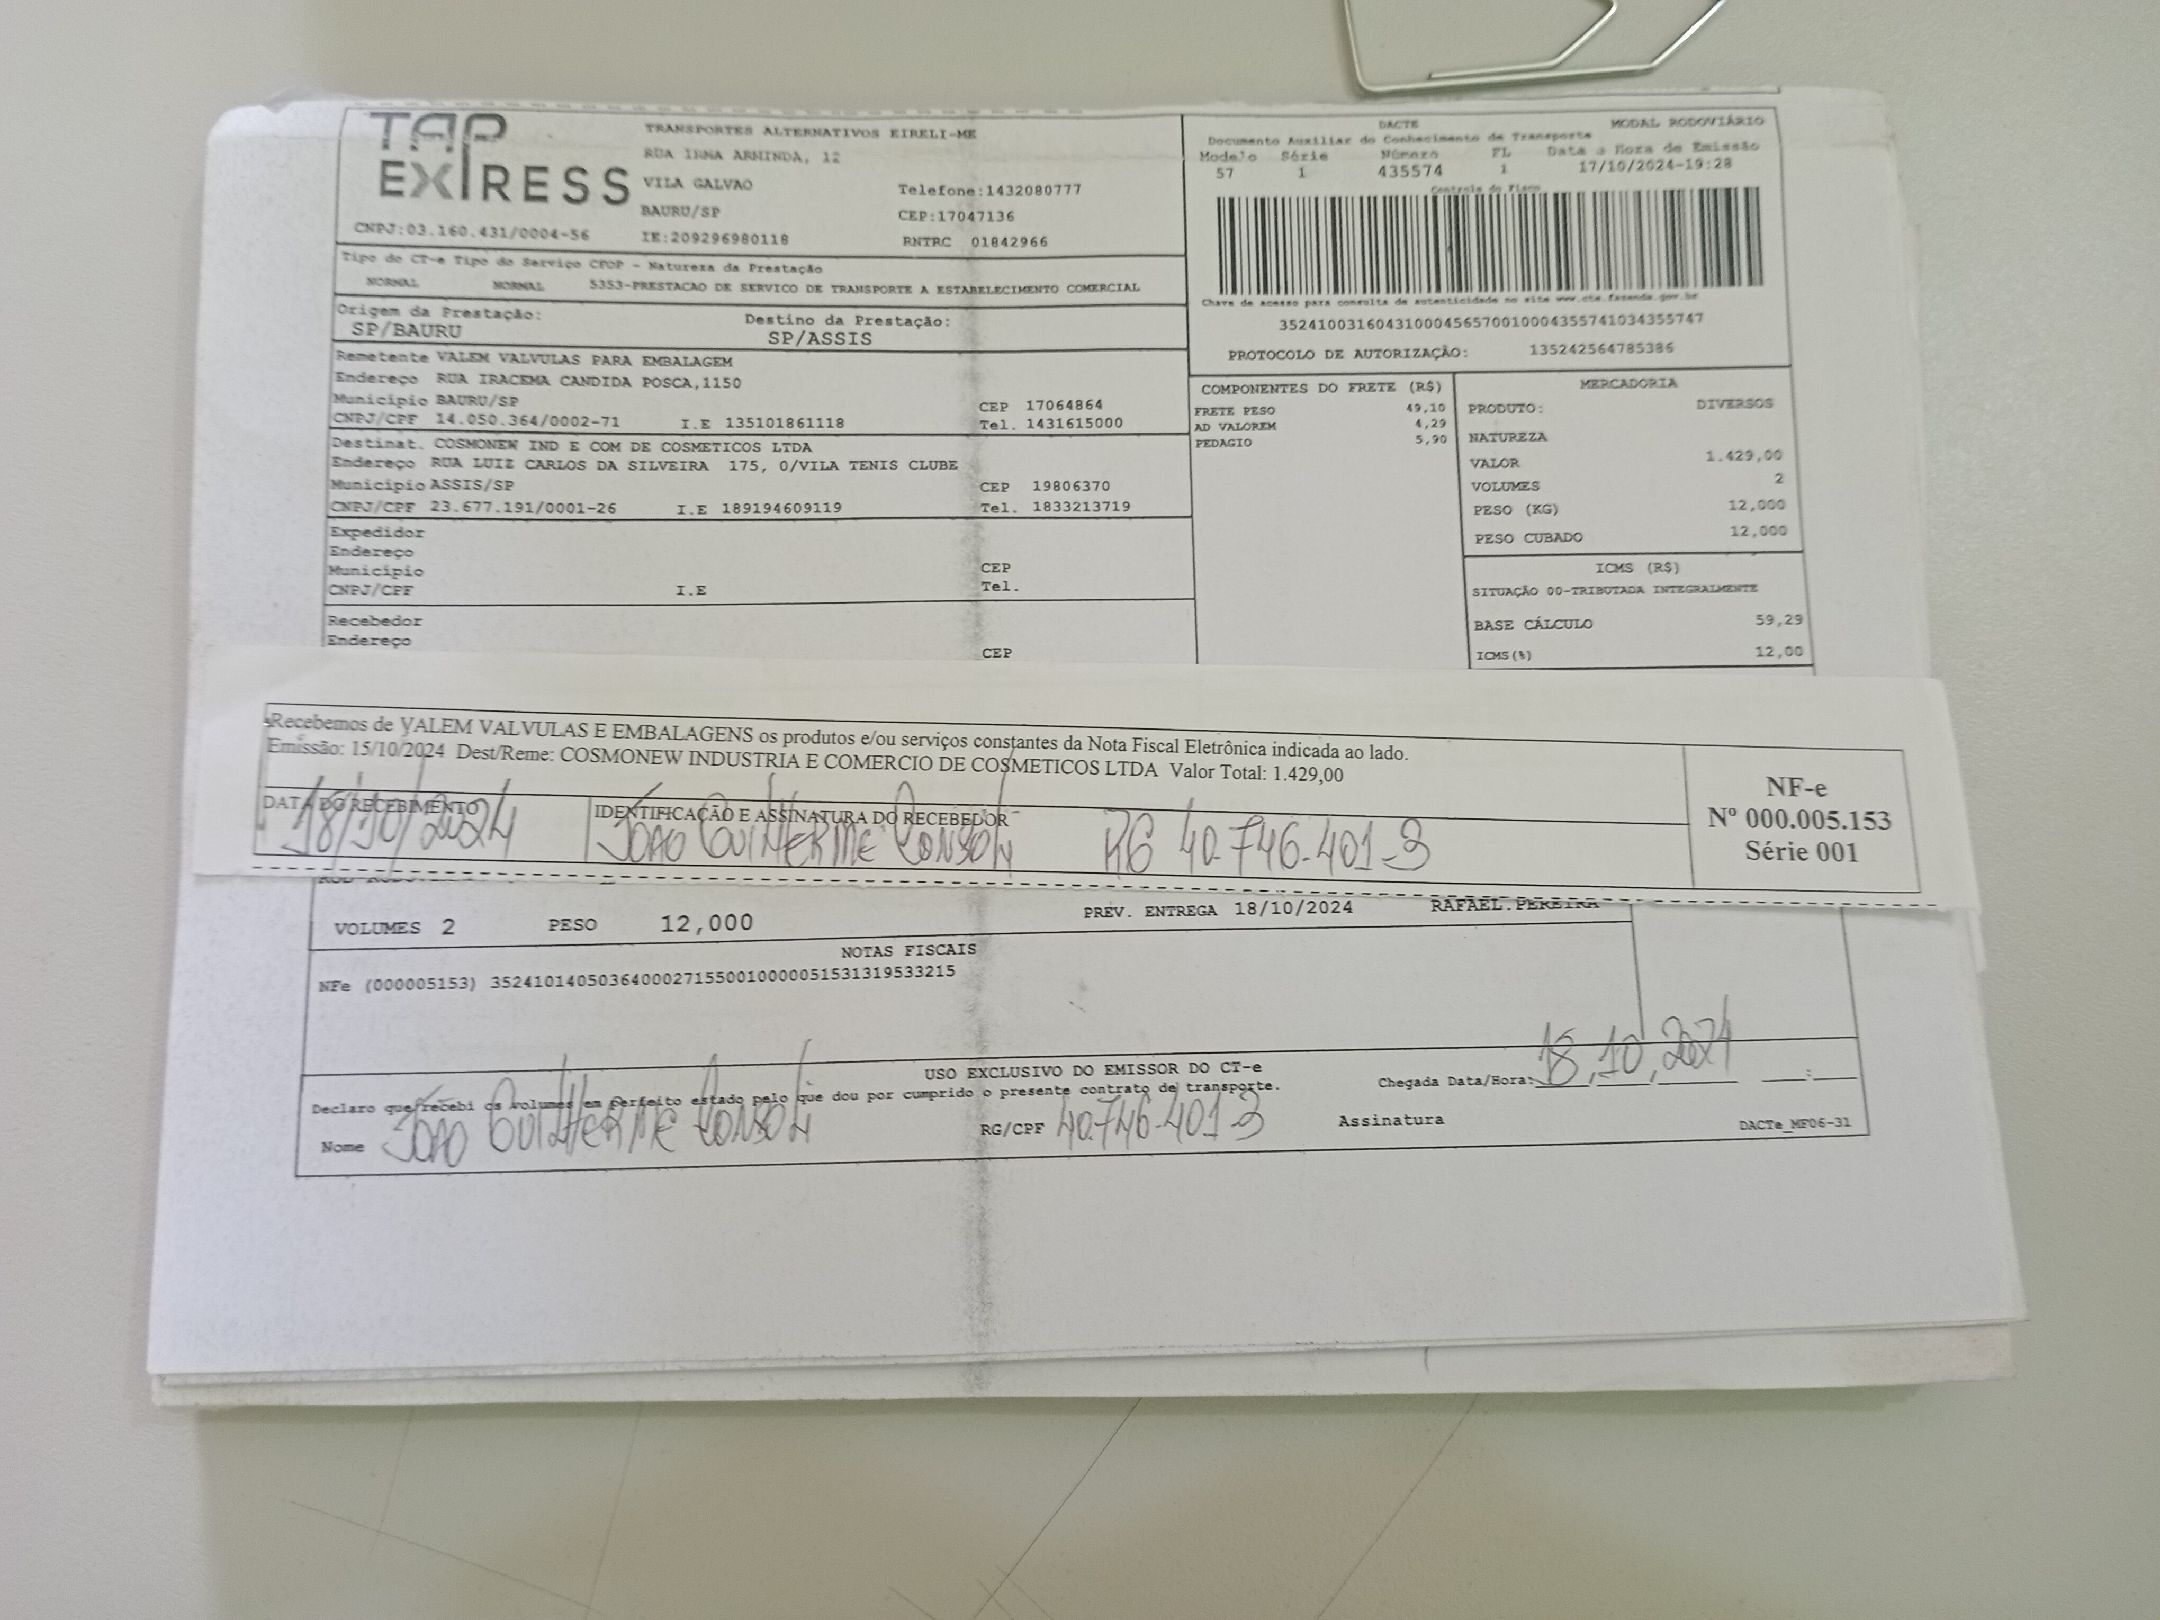 TAP EXPRESS
TRANSPORTES ALTERNATIVOS EIRELI-ME
RUA IRMA ARMINDA, 12
VILA GALVAO
Telefone:1432080777
BAURU/SP
CEP:17047136
CNPJ:03.160.431/0004-56
IE:209296980118
RNTRC 01842966
DACTE
MODAL RODOVIÁRIO
Documento Auxiliar do Conhecimento de Transporte
Modelo Série Número FL Data e Hora de Emissão
57 1 435574 1 17/10/2024-19:28
Controle do Fisco
Chave de acesso para consulta de autenticidade no site www.cte.fazenda.gov.br
35241003160431000456570010004355741034355747
PROTOCOLO DE AUTORIZAÇÃO: 135242564785386
Tipo do CT-e Tipo do Serviço CFOP - Natureza da Prestação
NORMAL NORMAL 5353-PRESTACAO DE SERVICO DE TRANSPORTE A ESTABELECIMENTO COMERCIAL
Origem da Prestação:
SP/BAURU
Destino da Prestação:
SP/ASSIS
Remetente VALEM VALVULAS PARA EMBALAGEM
Endereço RUA IRACEMA CANDIDA POSCA,1150
Município BAURU/SP CEP 17064864
CNPJ/CPF 14.050.364/0002-71 I.E 135101861118 Tel. 1431615000
Destinat. COSMONEW IND E COM DE COSMETICOS LTDA
Endereço RUA LUIZ CARLOS DA SILVEIRA 175, 0/VILA TENIS CLUBE
Município ASSIS/SP CEP 19806370
CNPJ/CPF 23.677.191/0001-26 I.E 189194609119 Tel. 1833213719
Expedidor
Endereço
Município CEP
CNPJ/CPF I.E Tel.
Recebedor
Endereço
CEP
COMPONENTES DO FRETE (R$)
FRETE PESO 49,10
AD VALOREM 4,29
PEDAGIO 5,90
MERCADORIA
PRODUTO: DIVERSOS
NATUREZA
VALOR 1.429,00
VOLUMES 2
PESO (KG) 12,000
PESO CUBADO 12,000
ICMS (R$)
SITUAÇÃO 00-TRIBUTADA INTEGRALMENTE
BASE CÁLCULO 59,29
ICMS(%) 12,00
Recebemos de VALEM VALVULAS E EMBALAGENS os produtos e/ou serviços constantes da Nota Fiscal Eletrônica indicada ao lado.
Emissão: 15/10/2024 Dest/Reme: COSMONEW INDUSTRIA E COMERCIO DE COSMETICOS LTDA Valor Total: 1.429,00
DATA DO RECEBIMENTO
IDENTIFICAÇÃO E ASSINATURA DO RECEBEDOR
18/10/2024 João Guilherme Consoli RG 40.746.401-3
NF-e
Nº 000.005.153
Série 001
VOLUMES 2 PESO 12,000 PREV. ENTREGA 18/10/2024 RAFAEL.PEREIRA
NOTAS FISCAIS
NFe (000005153) 35241014050364000271550010000051531319533215
USO EXCLUSIVO DO EMISSOR DO CT-e
Declaro que recebi os volumes em perfeito estado pelo que dou por cumprido o presente contrato de transporte.
Chegada Data/Hora: 18,10,2024 :
Nome João Guilherme Consoli RG/CPF 40.746.401-3 Assinatura
DACTe_MF06-31